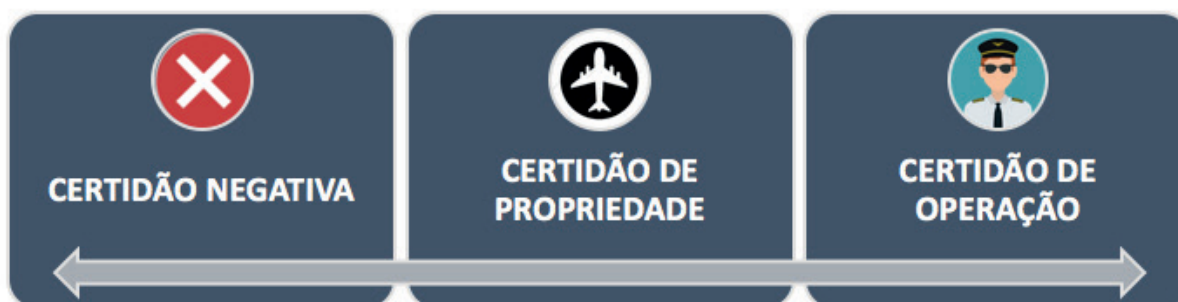 CERTIDÃO NEGATIVA
CERTIDÃO DE
PROPRIEDADE
CERTIDÃO DE
OPERAÇÃO